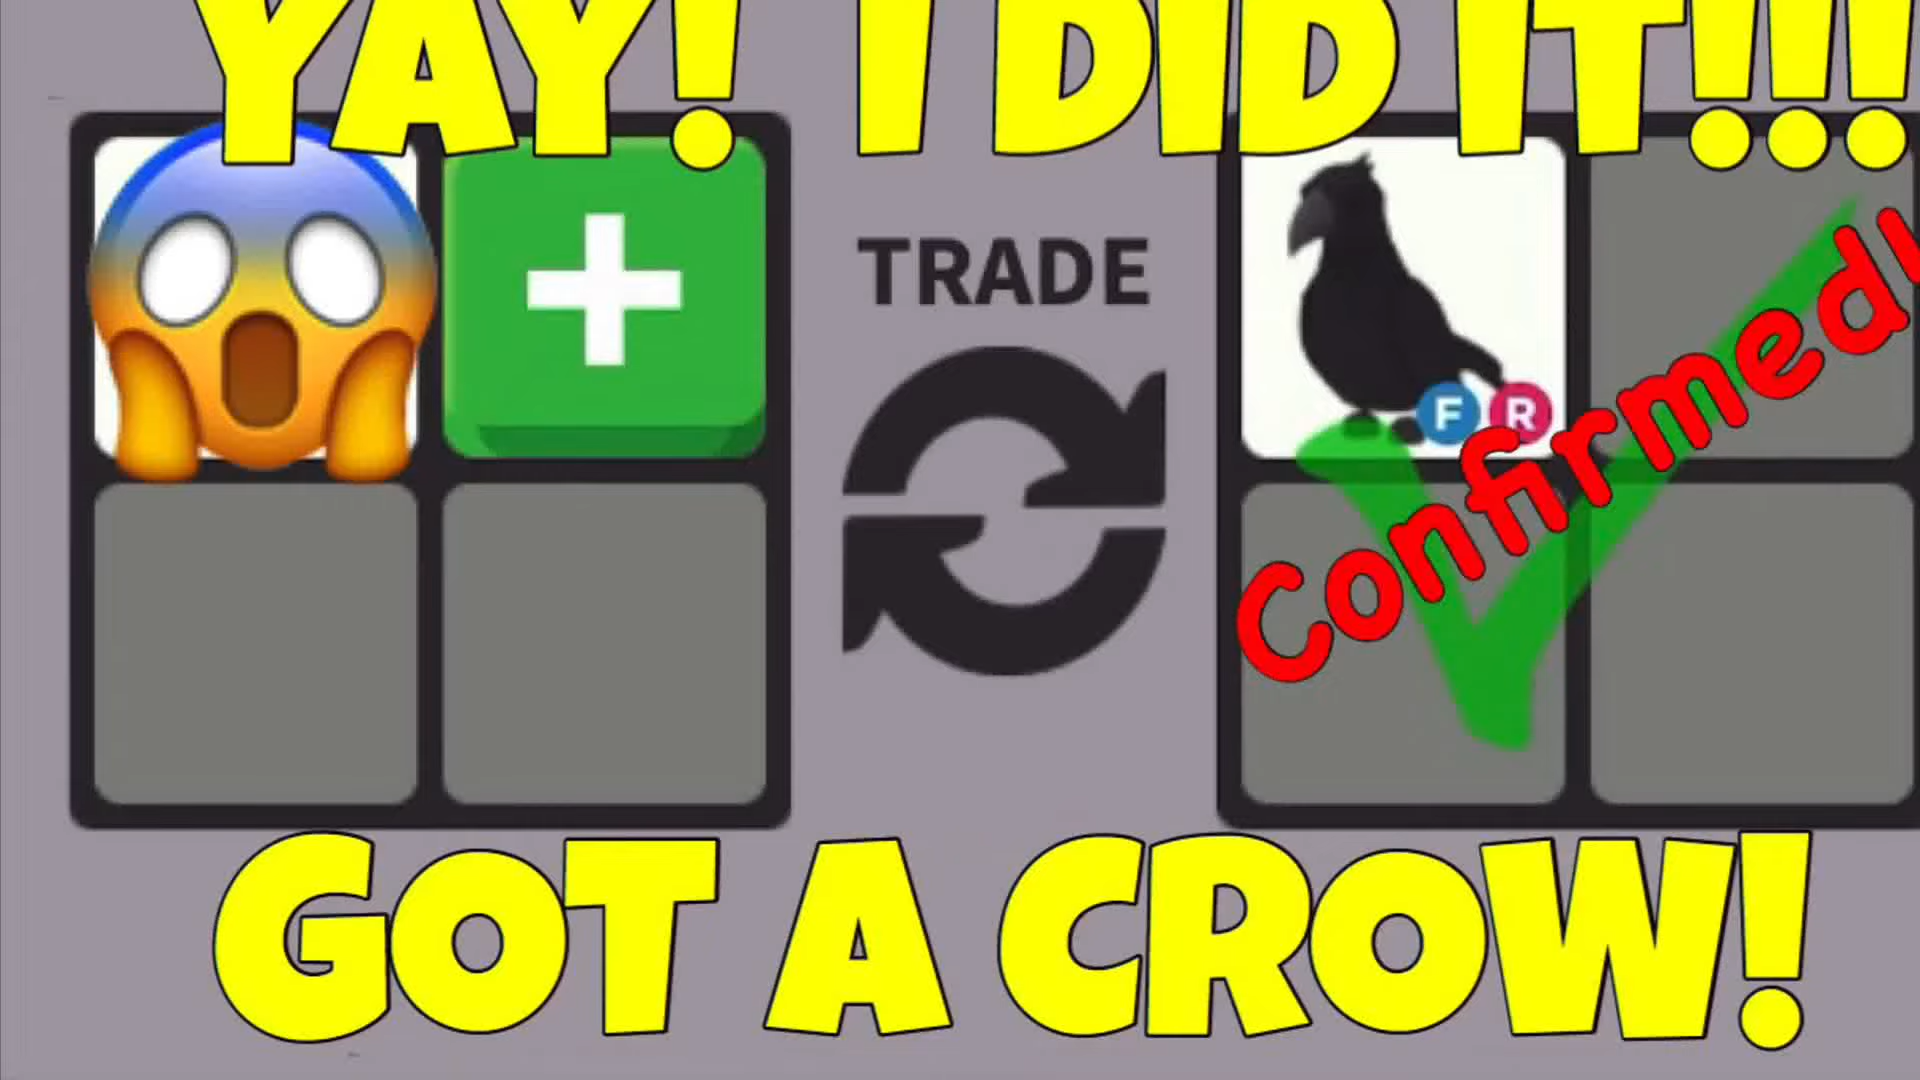 YAY! I DID IT!!!
TRADE
F R
Confirmed!
GOT A CROW!